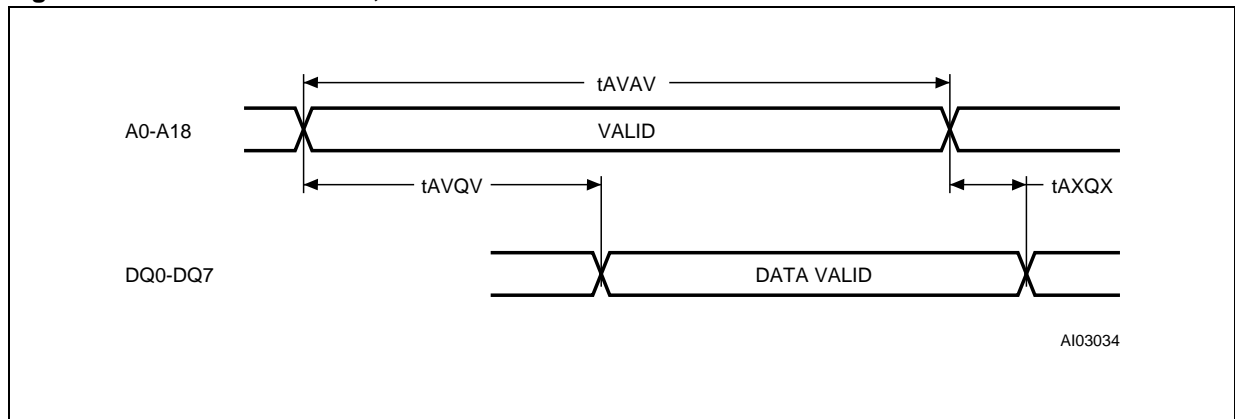 tAVAV
A0-A18
VALID
tAVQV
tAXQX
DQ0-DQ7
DATA VALID
AI03034